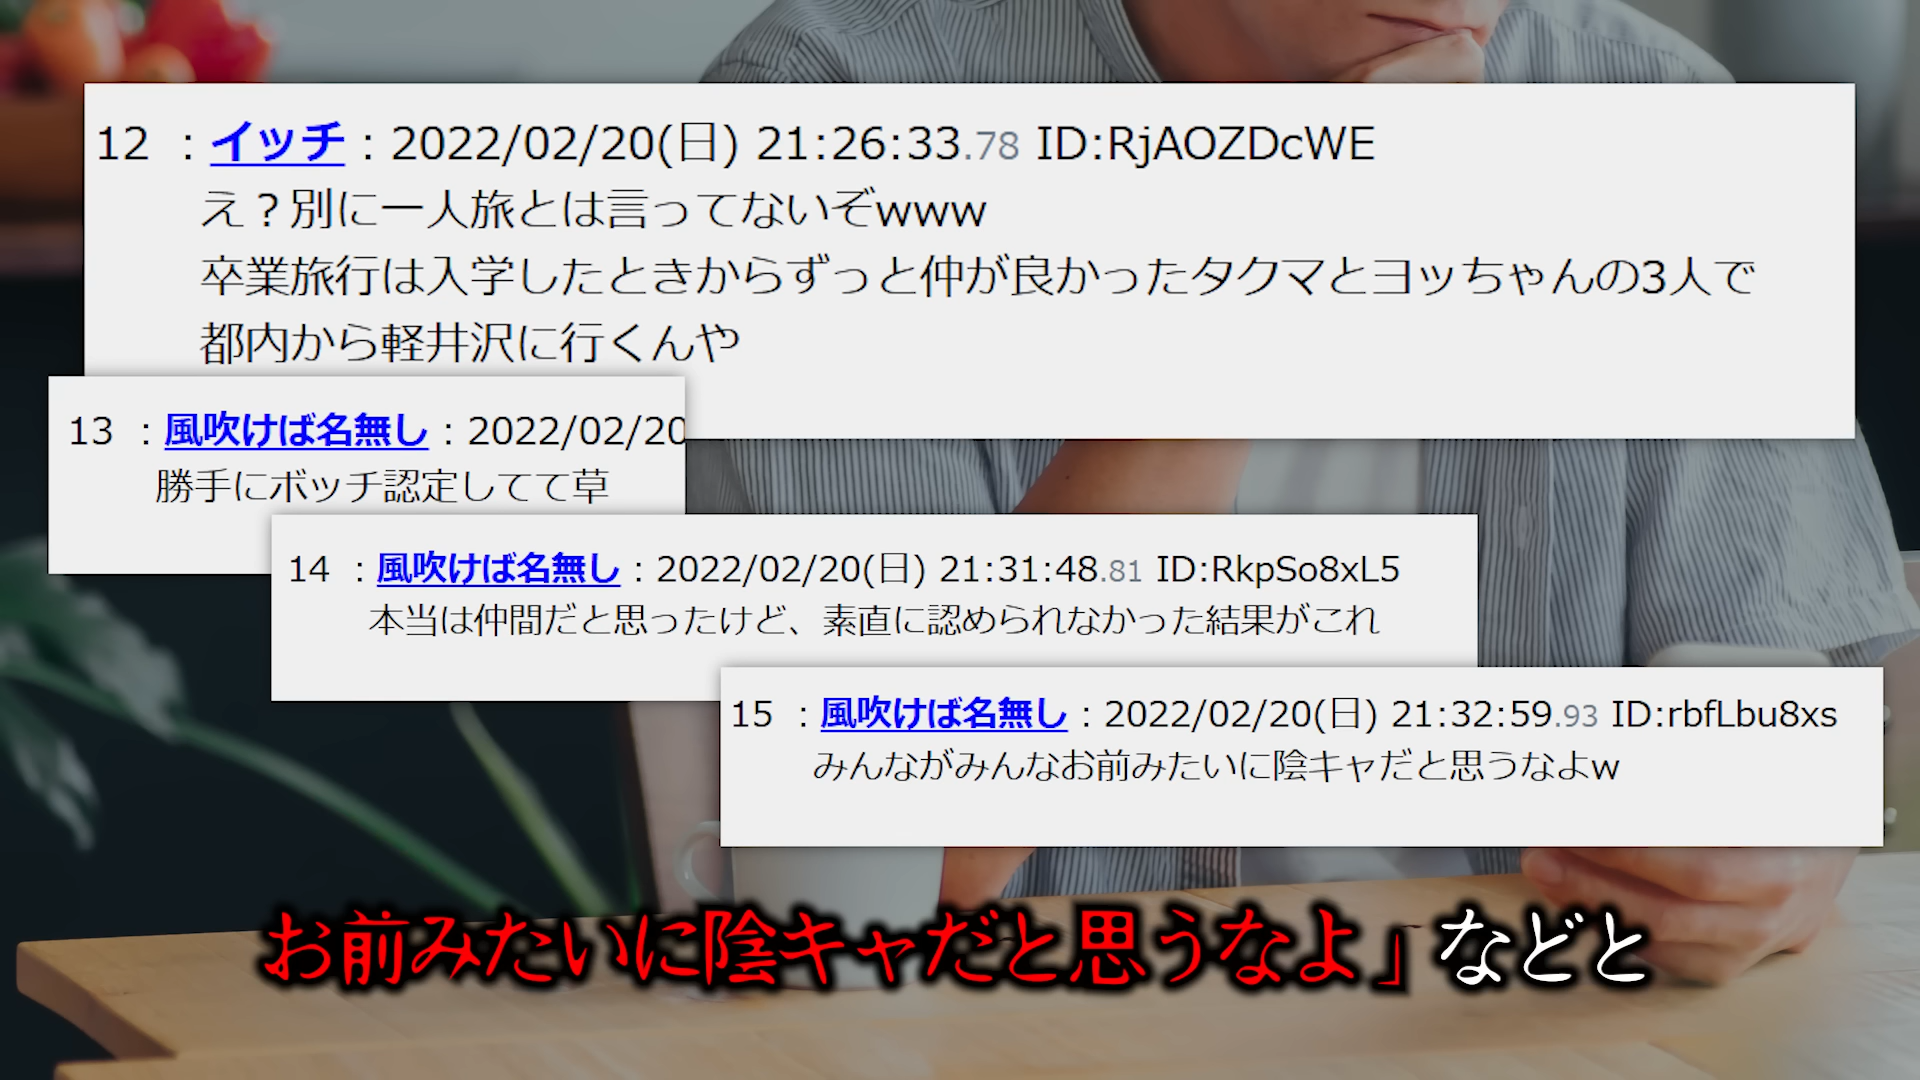 12 ：イッチ：2022/02/20(日) 21:26:33.78 ID:RjAOZDcWE
え？別に一人旅とは言ってないぞwww
卒業旅行は入学したときからずっと仲が良かったタクマとヨッちゃんの3人で
都内から軽井沢に行くんや
13 ：風吹けば名無し：2022/02/20
勝手にボッチ認定してて草
14 ：風吹けば名無し：2022/02/20(日) 21:31:48.81 ID:RkpSo8xL5
本当は仲間だと思ったけど、素直に認められなかった結果がこれ
15 ：風吹けば名無し：2022/02/20(日) 21:32:59.93 ID:rbfLbu8xs
みんながみんなお前みたいに陰キャだと思うなよw
お前みたいに陰キャだと思うなよ」などと